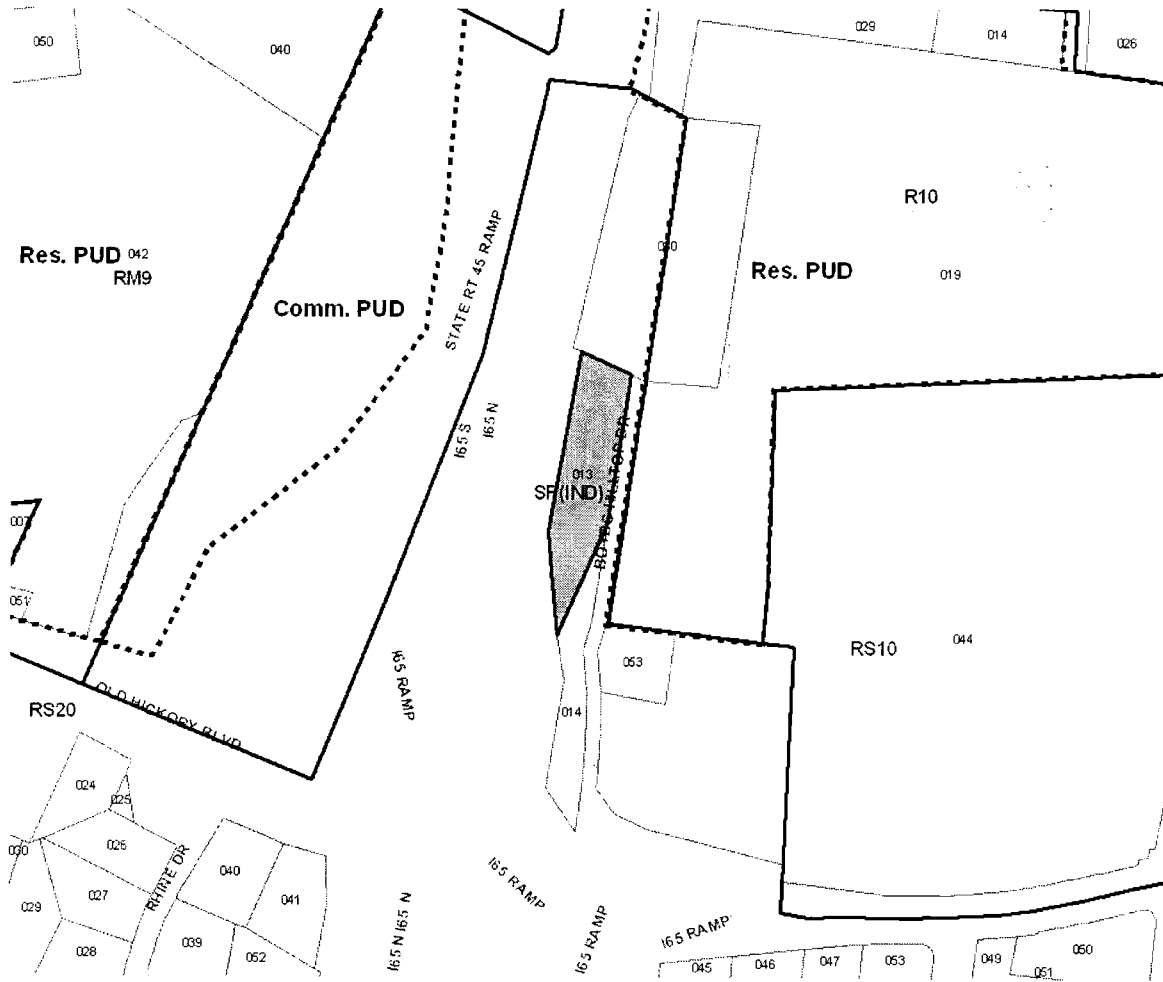 050
040
029
014
026
R10
Res. PUD
042
RM9
STATE RT 45 RAMP
Res. PUD
019
Comm. PUD
I65 S
I65 N
013
SP(IND)
007
051
RS10
044
053
I65 RAMP
014
OLD HICKORY BLVD
RS20
024
025
026
030
040
RHINE DR
027
041
I65 RAMP
029
028
039
052
I65 N I65 N
I65 RAMP
I65 RAMP
045
046
047
053
049
050
051